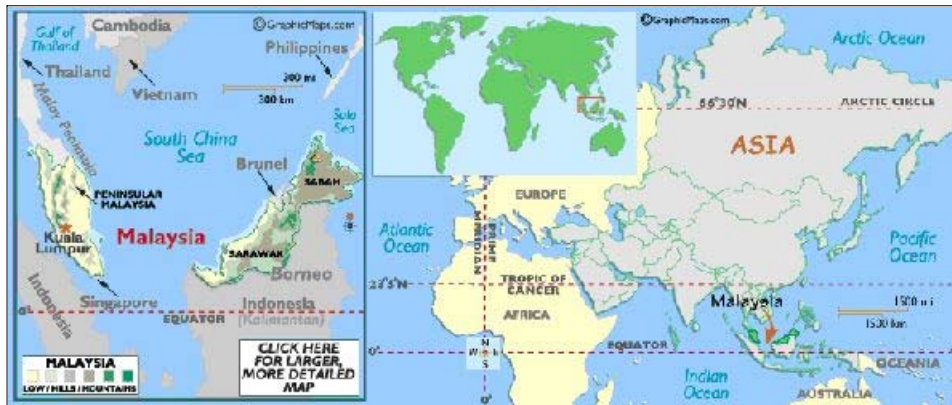 ©GraphicMaps.com
Gulf of
Thailand
Cambodia
Philippines
Thailand
Vietnam
300 mi
300 km
Malay Peninsula
South China
Sea
Sulu
Sea
Brunei
SABAH
PENINSULAR
MALAYSIA
Kuala
Lumpur
Malaysia
SARAWAK
Borneo
Indonesia
Singapore
Indonesia
(Kalimantan)
0°
EQUATOR
MALAYSIA
LOW / HILLS / MOUNTAINS
CLICK HERE
FOR LARGER,
MORE DETAILED
MAP
©GraphicMaps.com
Arctic Ocean
66°30'N
ARCTIC CIRCLE
ASIA
EUROPE
Atlantic
Ocean
PRIME
MERIDIAN
Pacific
Ocean
23°5'N
TROPIC OF
CANCER
Malaysia
1500 mi
1500 km
AFRICA
EQUATOR
N
W E
S
0°
0°
OCEANIA
Indian
Ocean
AUSTRALIA